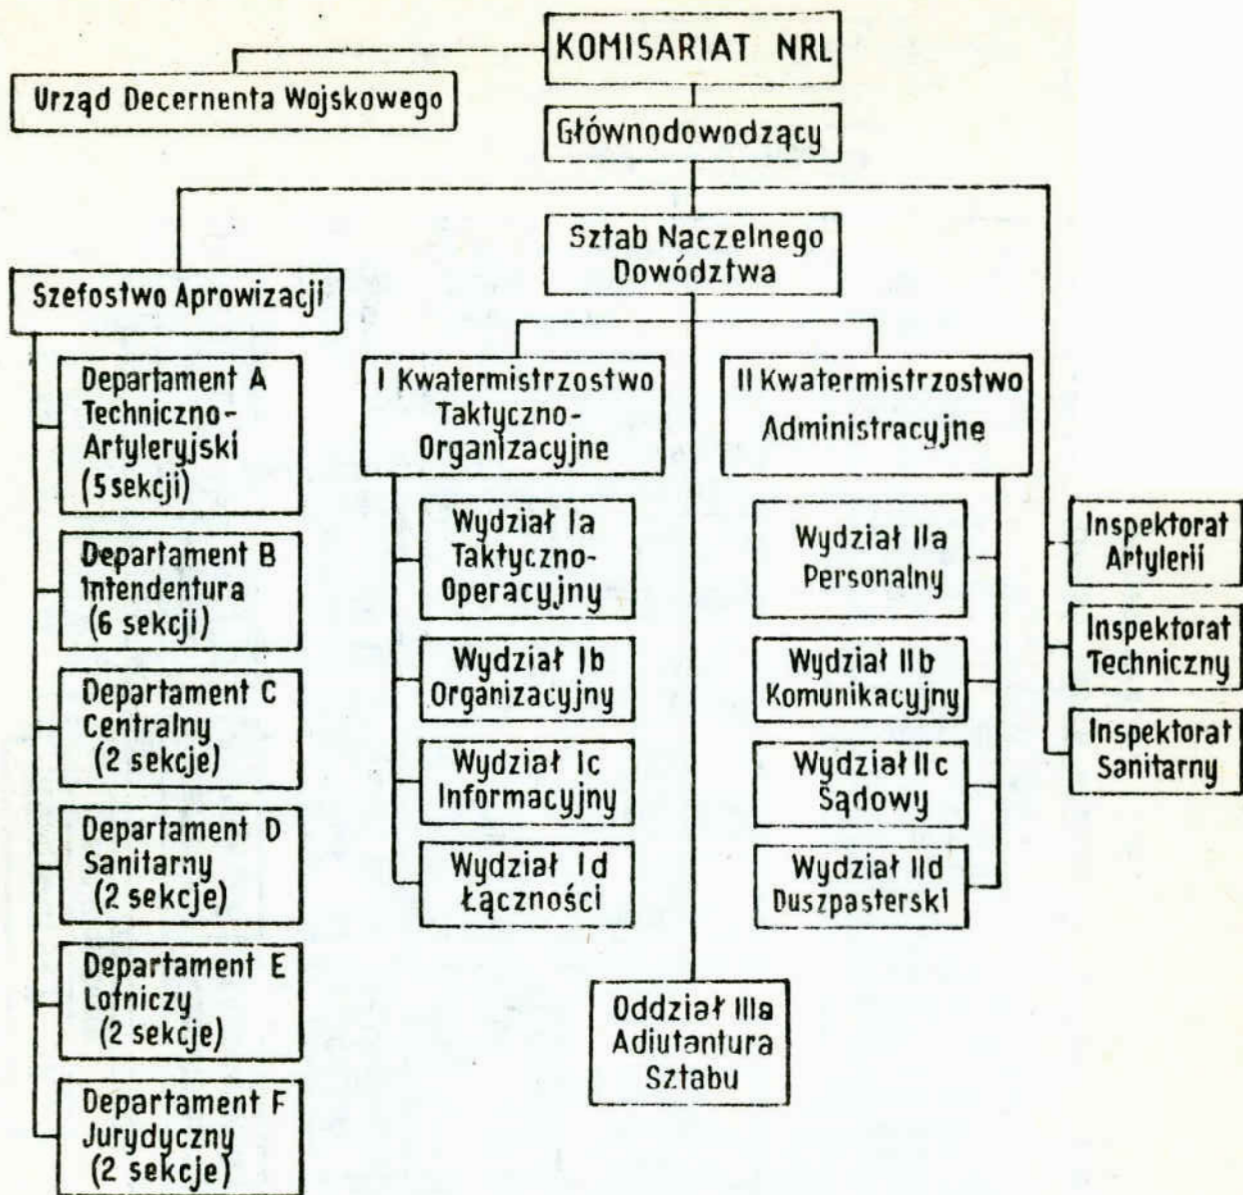 KOMISARIAT NRL
Urząd Decernenta Wojskowego
Głównodowodzący
Sztab Naczelnego
Dowództwa
Szefostwo Aprowizacji
Departament A
Techniczno-
Artyleryjski
(5 sekcji)
Departament B
Intendentura
(6 sekcji)
Departament C
Centralny
(2 sekcje)
Departament D
Sanitarny
(2 sekcje)
Departament E
Lotniczy
(2 sekcje)
Departament F
Jurydyczny
(2 sekcje)
I Kwatermistrzostwo
Taktyczno-
Organizacyjne
Wydział Ia
Taktyczno-
Operacyjny
Wydział Ib
Organizacyjny
Wydział Ic
Informacyjny
Wydział Id
Łączności
II Kwatermistrzostwo
Administracyjne
Wydział IIa
Personalny
Wydział IIb
Komunikacyjny
Wydział IIc
Sądowy
Wydział IId
Duszpasterski
Oddział IIIa
Adiutantura
Sztabu
Inspektorat
Artylerii
Inspektorat
Techniczny
Inspektorat
Sanitarny